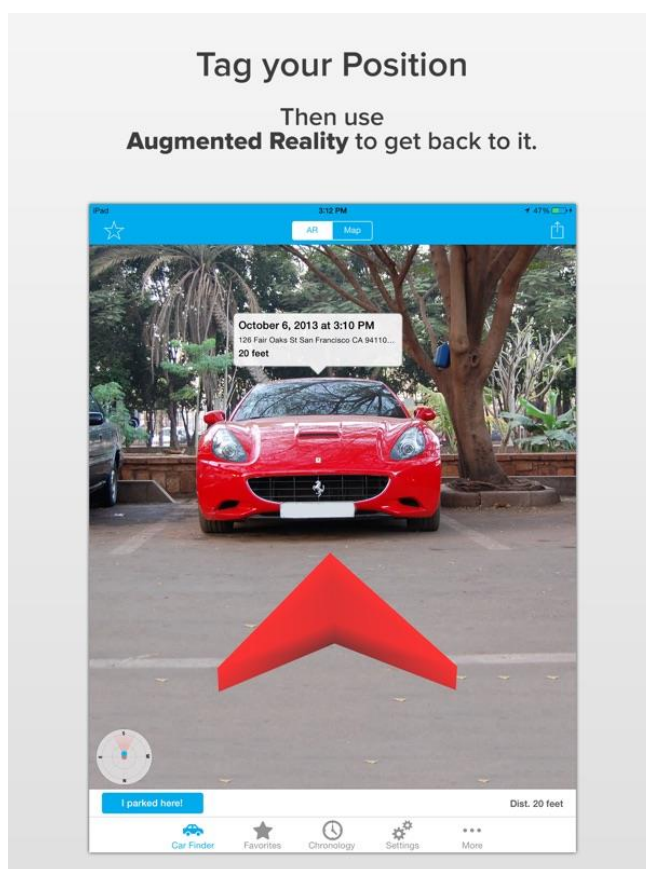 Tag your Position
Then use
Augmented Reality to get back to it.
iPad
3:12 PM
47%
AR
Map
October 6, 2013 at 3:10 PM
126 Fair Oaks St San Francisco CA 94110...
20 feet
I parked here!
Dist. 20 feet
Car Finder
Favorites
Chronology
Settings
More